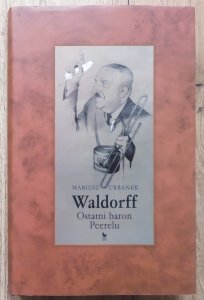 MARIUSZ URBANEK
Waldorff
Ostatni baron
Peerelu